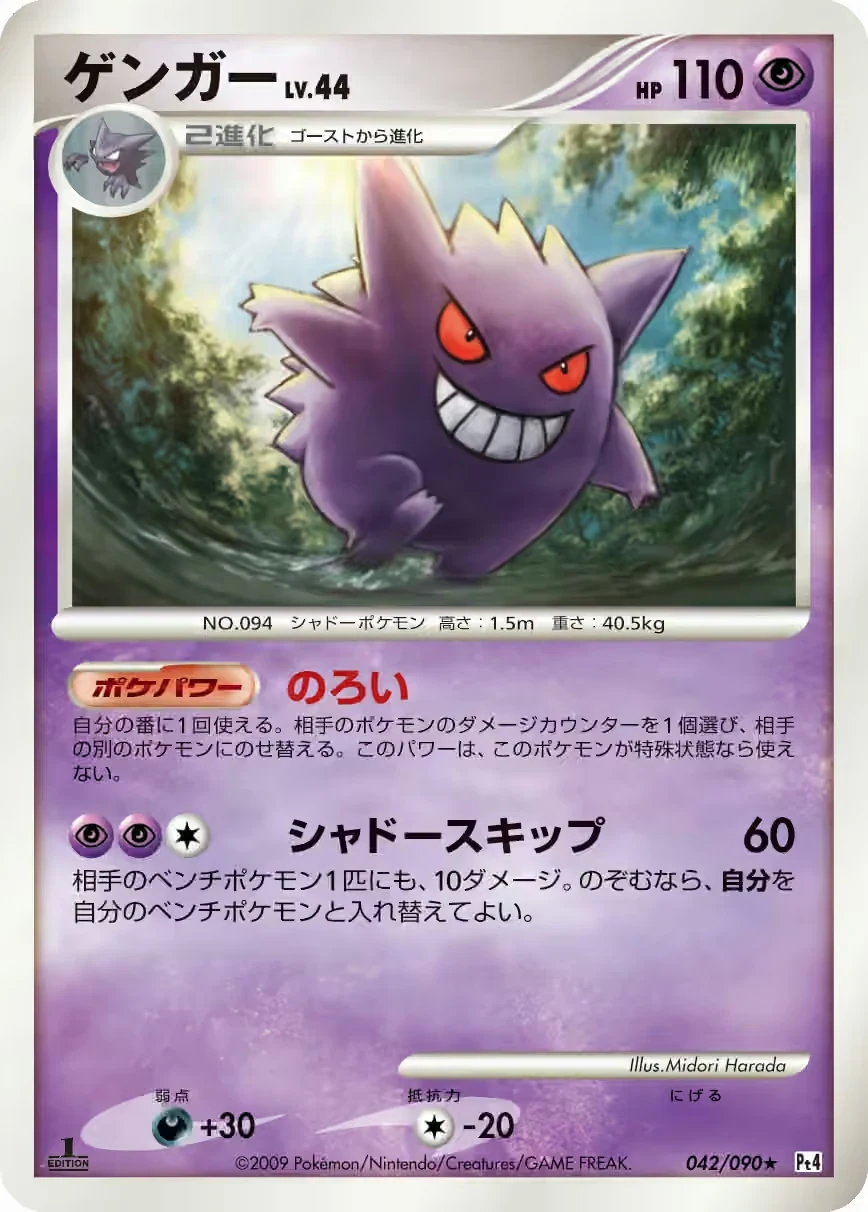 ゲンガー LV.44 HP 110
2進化 ゴーストから進化
NO.094 シャドーポケモン 高さ:1.5m 重さ:40.5kg
ポケパワー のろい
自分の番に1回使える。相手のポケモンのダメージカウンターを1個選び、相手
の別のポケモンにのせ替える。このパワーは、このポケモンが特殊状態なら使え
ない。
シャドースキップ 60
相手のベンチポケモン1匹にも、10ダメージ。のぞむなら、自分を
自分のベンチポケモンと入れ替えてよい。
Illus.Midori Harada
弱点 抵抗力 にげる
+30 -20
1 EDITION ©2009 Pokémon/Nintendo/Creatures/GAME FREAK. 042/090★ Pt4